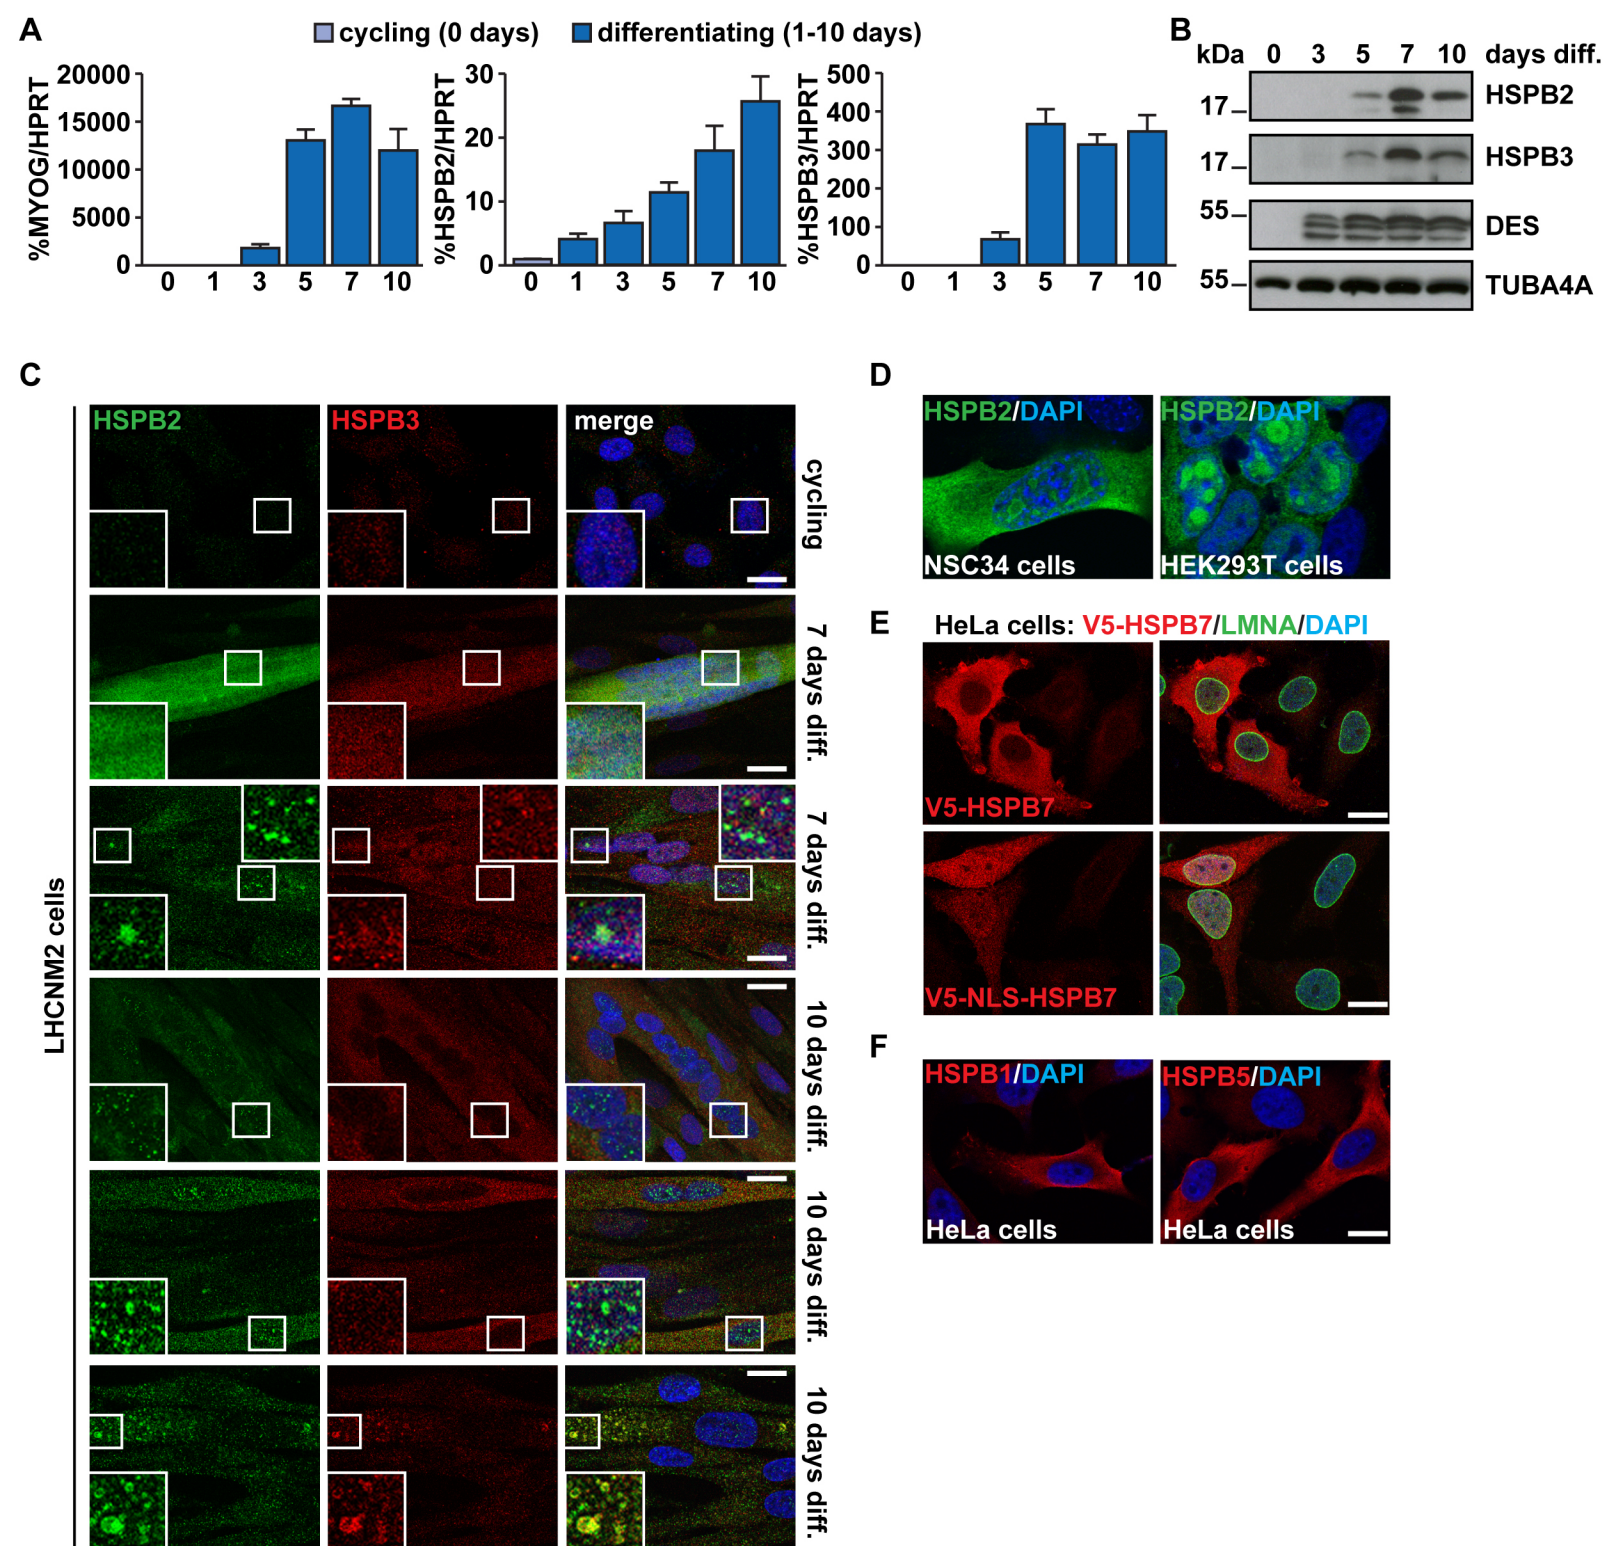 A
cycling (0 days)
differentiating (1-10 days)
%MYOG/HPRT
20000
15000
10000
5000
0
0 1 3 5 7 10
%HSPB2/HPRT
30
20
10
0
0 1 3 5 7 10
%HSPB3/HPRT
500
400
300
200
100
0
0 1 3 5 7 10
B
kDa 0 3 5 7 10 days diff.
17 HSPB2
17 HSPB3
55 DES
55 TUBA4A
C
LHCNM2 cells
HSPB2 HSPB3 merge
cycling
7 days diff.
7 days diff.
10 days diff.
10 days diff.
10 days diff.
D
HSPB2/DAPI
NSC34 cells
HSPB2/DAPI
HEK293T cells
E
HeLa cells: V5-HSPB7/LMNA/DAPI
V5-HSPB7
V5-NLS-HSPB7
F
HSPB1/DAPI
HeLa cells
HSPB5/DAPI
HeLa cells